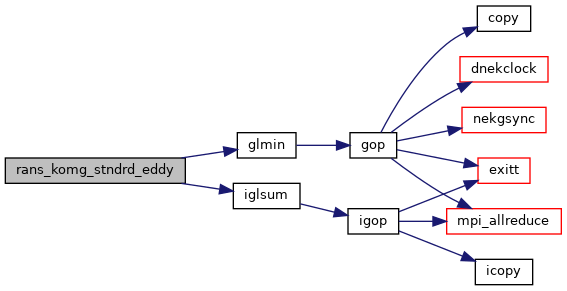 copy
dnekclock
nekgsync
glmin
gop
rans_komg_stndrd_eddy
exitt
iglsum
igop
mpi_allreduce
icopy